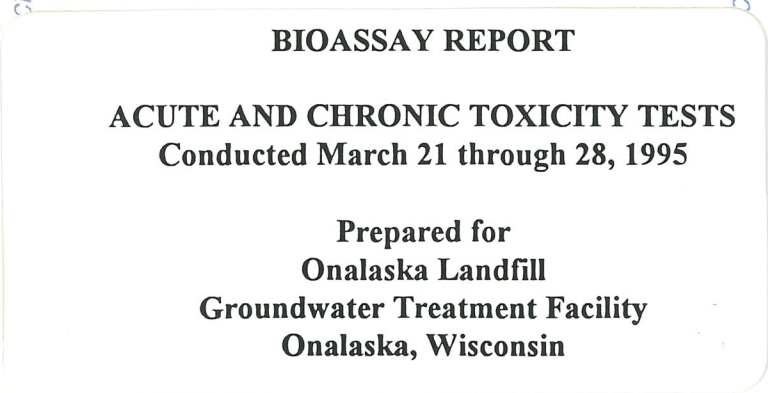 BIOASSAY REPORT
ACUTE AND CHRONIC TOXICITY TESTS
Conducted March 21 through 28, 1995
Prepared for
Onalaska Landfill
Groundwater Treatment Facility
Onalaska, Wisconsin